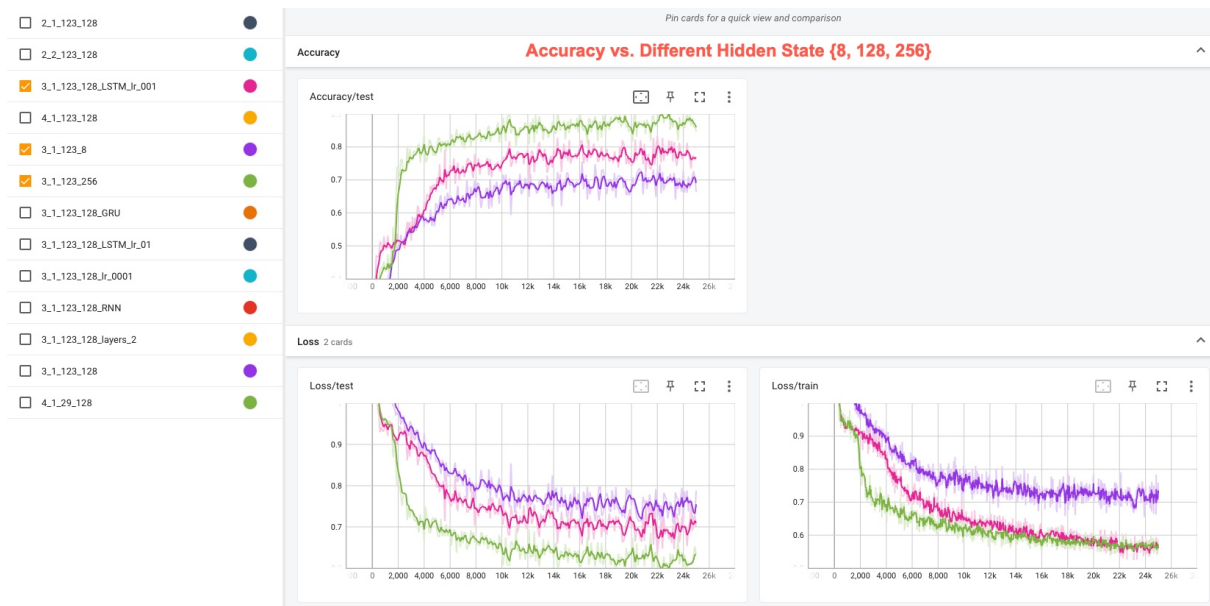 2_1_123_128
2_2_123_128
3_1_123_128_LSTM_lr_001
4_1_123_128
3_1_123_8
3_1_123_256
3_1_123_128_GRU
3_1_123_128_LSTM_lr_01
3_1_123_128_lr_0001
3_1_123_128_RNN
3_1_123_128_layers_2
3_1_123_128
4_1_29_128
Pin cards for a quick view and comparison
Accuracy
Accuracy vs. Different Hidden State {8, 128, 256}
Accuracy/test
0.8
0.7
0.6
0.5
0 2,000 4,000 6,000 8,000 10k 12k 14k 16k 18k 20k 22k 24k 26k
Loss 2 cards
Loss/test
0.9
0.8
0.7
0 2,000 4,000 6,000 8,000 10k 12k 14k 16k 18k 20k 22k 24k 26k
Loss/train
0.9
0.8
0.7
0.6
0 2,000 4,000 6,000 8,000 10k 12k 14k 16k 18k 20k 22k 24k 26k